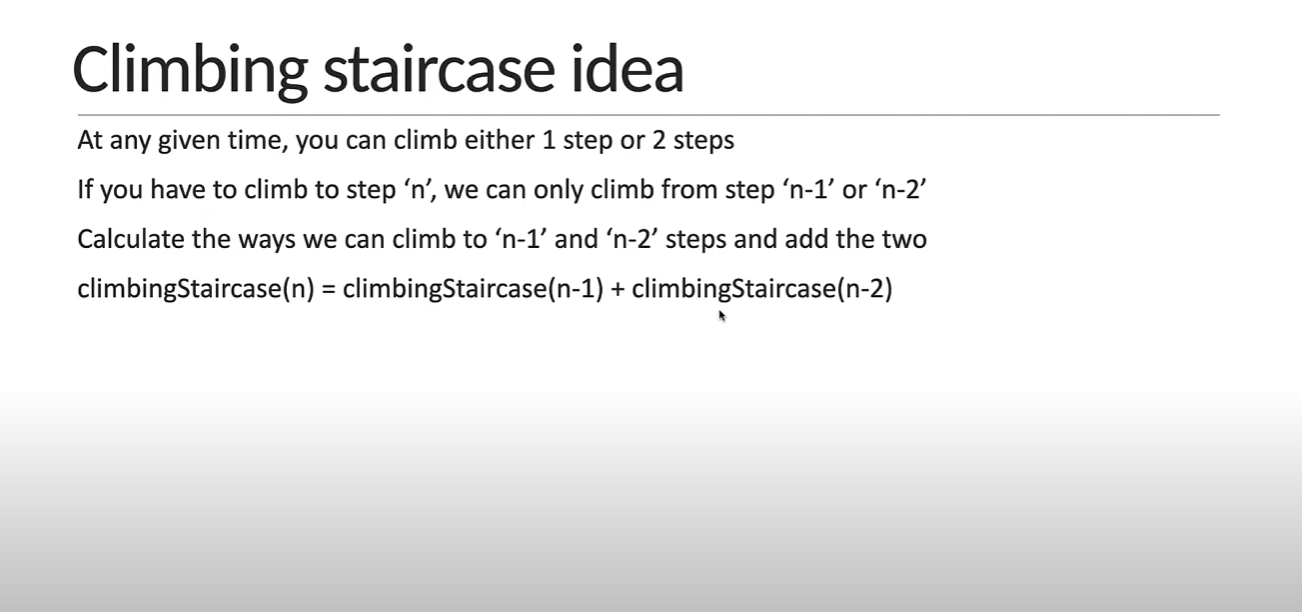 Climbing staircase idea
At any given time, you can climb either 1 step or 2 steps
If you have to climb to step ‘n’, we can only climb from step ‘n-1’ or ‘n-2’
Calculate the ways we can climb to ‘n-1’ and ‘n-2’ steps and add the two
climbingStaircase(n) = climbingStaircase(n-1) + climbingStaircase(n-2)